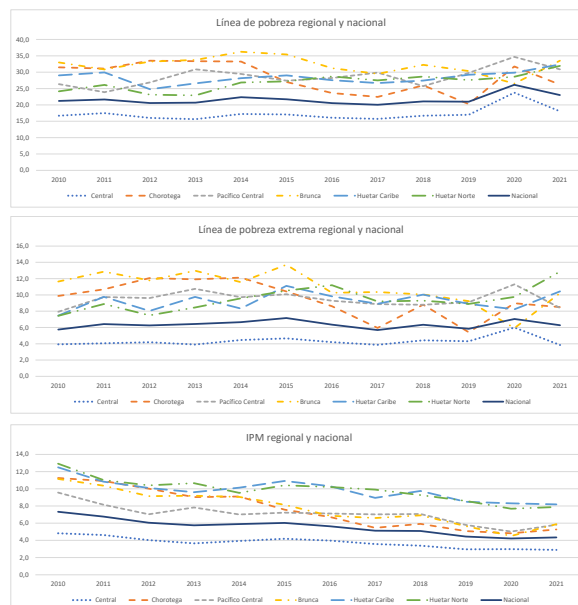 Línea de pobreza regional y nacional
40,0
35,0
30,0
25,0
20,0
15,0
10,0
5,0
0,0
2010 2011 2012 2013 2014 2015 2016 2017 2018 2019 2020 2021
Central Chorotega Pacífico Central Brunca Huetar Caribe Huetar Norte Nacional
Línea de pobreza extrema regional y nacional
16,0
14,0
12,0
10,0
8,0
6,0
4,0
2,0
0,0
2010 2011 2012 2013 2014 2015 2016 2017 2018 2019 2020 2021
Central Chorotega Pacífico Central Brunca Huetar Caribe Huetar Norte Nacional
IPM regional y nacional
14,0
12,0
10,0
8,0
6,0
4,0
2,0
0,0
2010 2011 2012 2013 2014 2015 2016 2017 2018 2019 2020 2021
Central Chorotega Pacífico Central Brunca Huetar Caribe Huetar Norte Nacional